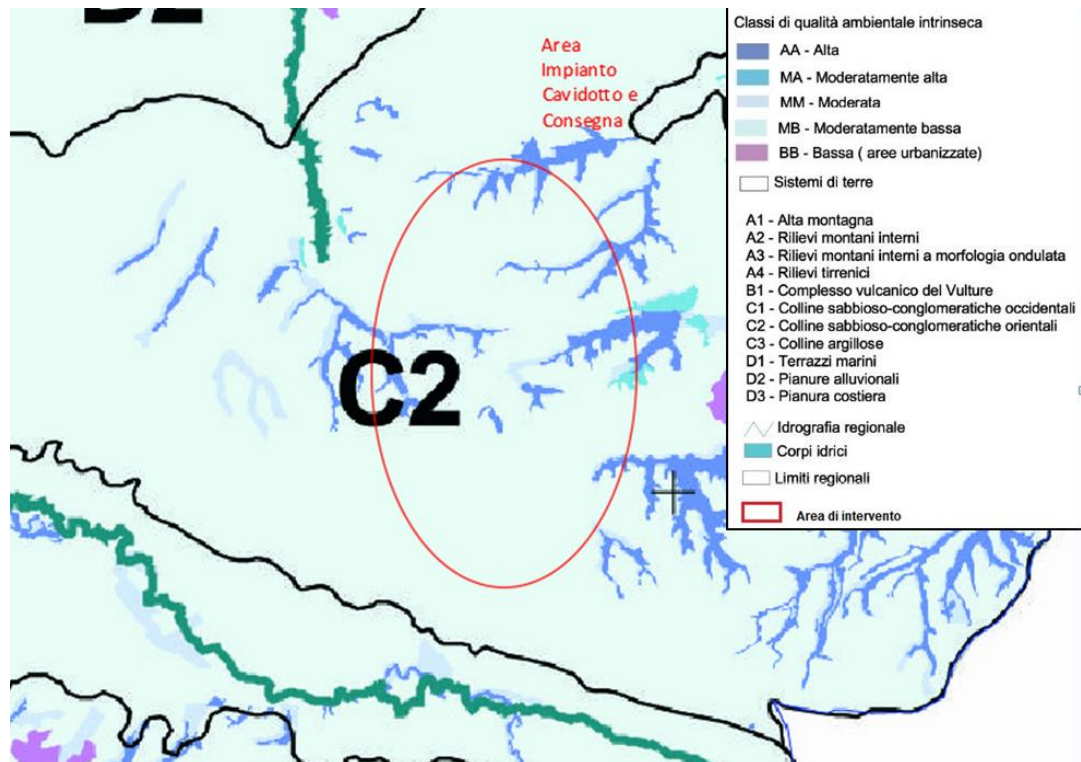 D2
Area
Impianto
Cavidotto e
Consegna
C2
Classi di qualità ambientale intrinseca
AA - Alta
MA - Moderatamente alta
MM - Moderata
MB - Moderatamente bassa
BB - Bassa ( aree urbanizzate)
Sistemi di terre
A1 - Alta montagna
A2 - Rilievi montani interni
A3 - Rilievi montani interni a morfologia ondulata
A4 - Rilievi tirrenici
B1 - Complesso vulcanico del Vulture
C1 - Colline sabbioso-conglomeratiche occidentali
C2 - Colline sabbioso-conglomeratiche orientali
C3 - Colline argillose
D1 - Terrazzi marini
D2 - Pianure alluvionali
D3 - Pianura costiera
Idrografia regionale
Corpi idrici
Limiti regionali
Area di intervento